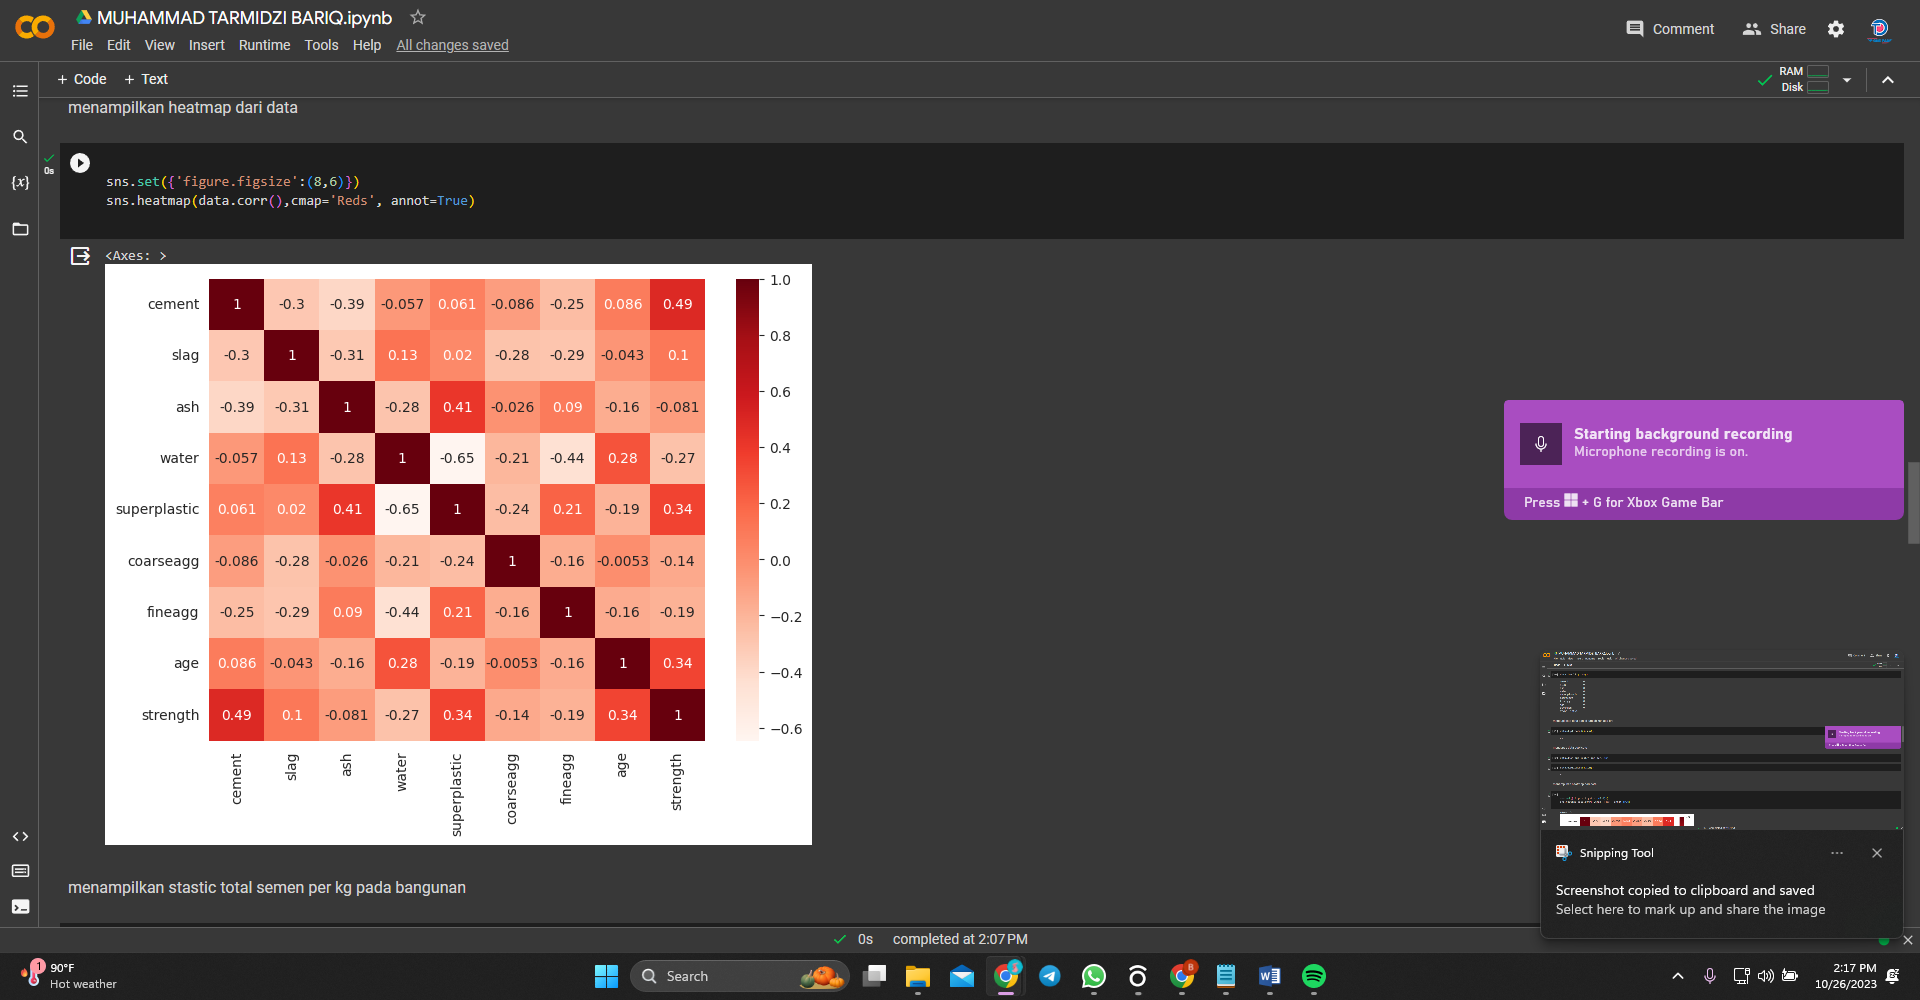 MUHAMMAD TARMIDZI BARIQ.ipynb
File Edit View Insert Runtime Tools Help All changes saved
Comment Share
+ Code + Text
RAM
Disk
menampilkan heatmap dari data
0s
{x}
sns.set({'figure.figsize':(8,6)})
sns.heatmap(data.corr(),cmap='Reds', annot=True)
<Axes: >
cement 1 -0.3 -0.39 -0.057 0.061 -0.086 -0.25 0.086 0.49
slag -0.3 1 -0.31 0.13 0.02 -0.28 -0.29 -0.043 0.1
ash -0.39 -0.31 1 -0.28 0.41 -0.026 0.09 -0.16 -0.081
water -0.057 0.13 -0.28 1 -0.65 -0.21 -0.44 0.28 -0.27
superplastic 0.061 0.02 0.41 -0.65 1 -0.24 0.21 -0.19 0.34
coarseagg -0.086 -0.28 -0.026 -0.21 -0.24 1 -0.16 -0.0053 -0.14
fineagg -0.25 -0.29 0.09 -0.44 0.21 -0.16 1 -0.16 -0.19
age 0.086 -0.043 -0.16 0.28 -0.19 -0.0053 -0.16 1 0.34
strength 0.49 0.1 -0.081 -0.27 0.34 -0.14 -0.19 0.34 1
cement slag ash water superplastic coarseagg fineagg age strength
1.0
0.8
0.6
0.4
0.2
0.0
−0.2
−0.4
−0.6
Starting background recording
Microphone recording is on.
Press + G for Xbox Game Bar
menampilkan stastic total semen per kg pada bangunan
Snipping Tool
Screenshot copied to clipboard and saved
Select here to mark up and share the image
0s completed at 2:07 PM
1
90°F
Hot weather
Search
B
2:17 PM
10/26/2023